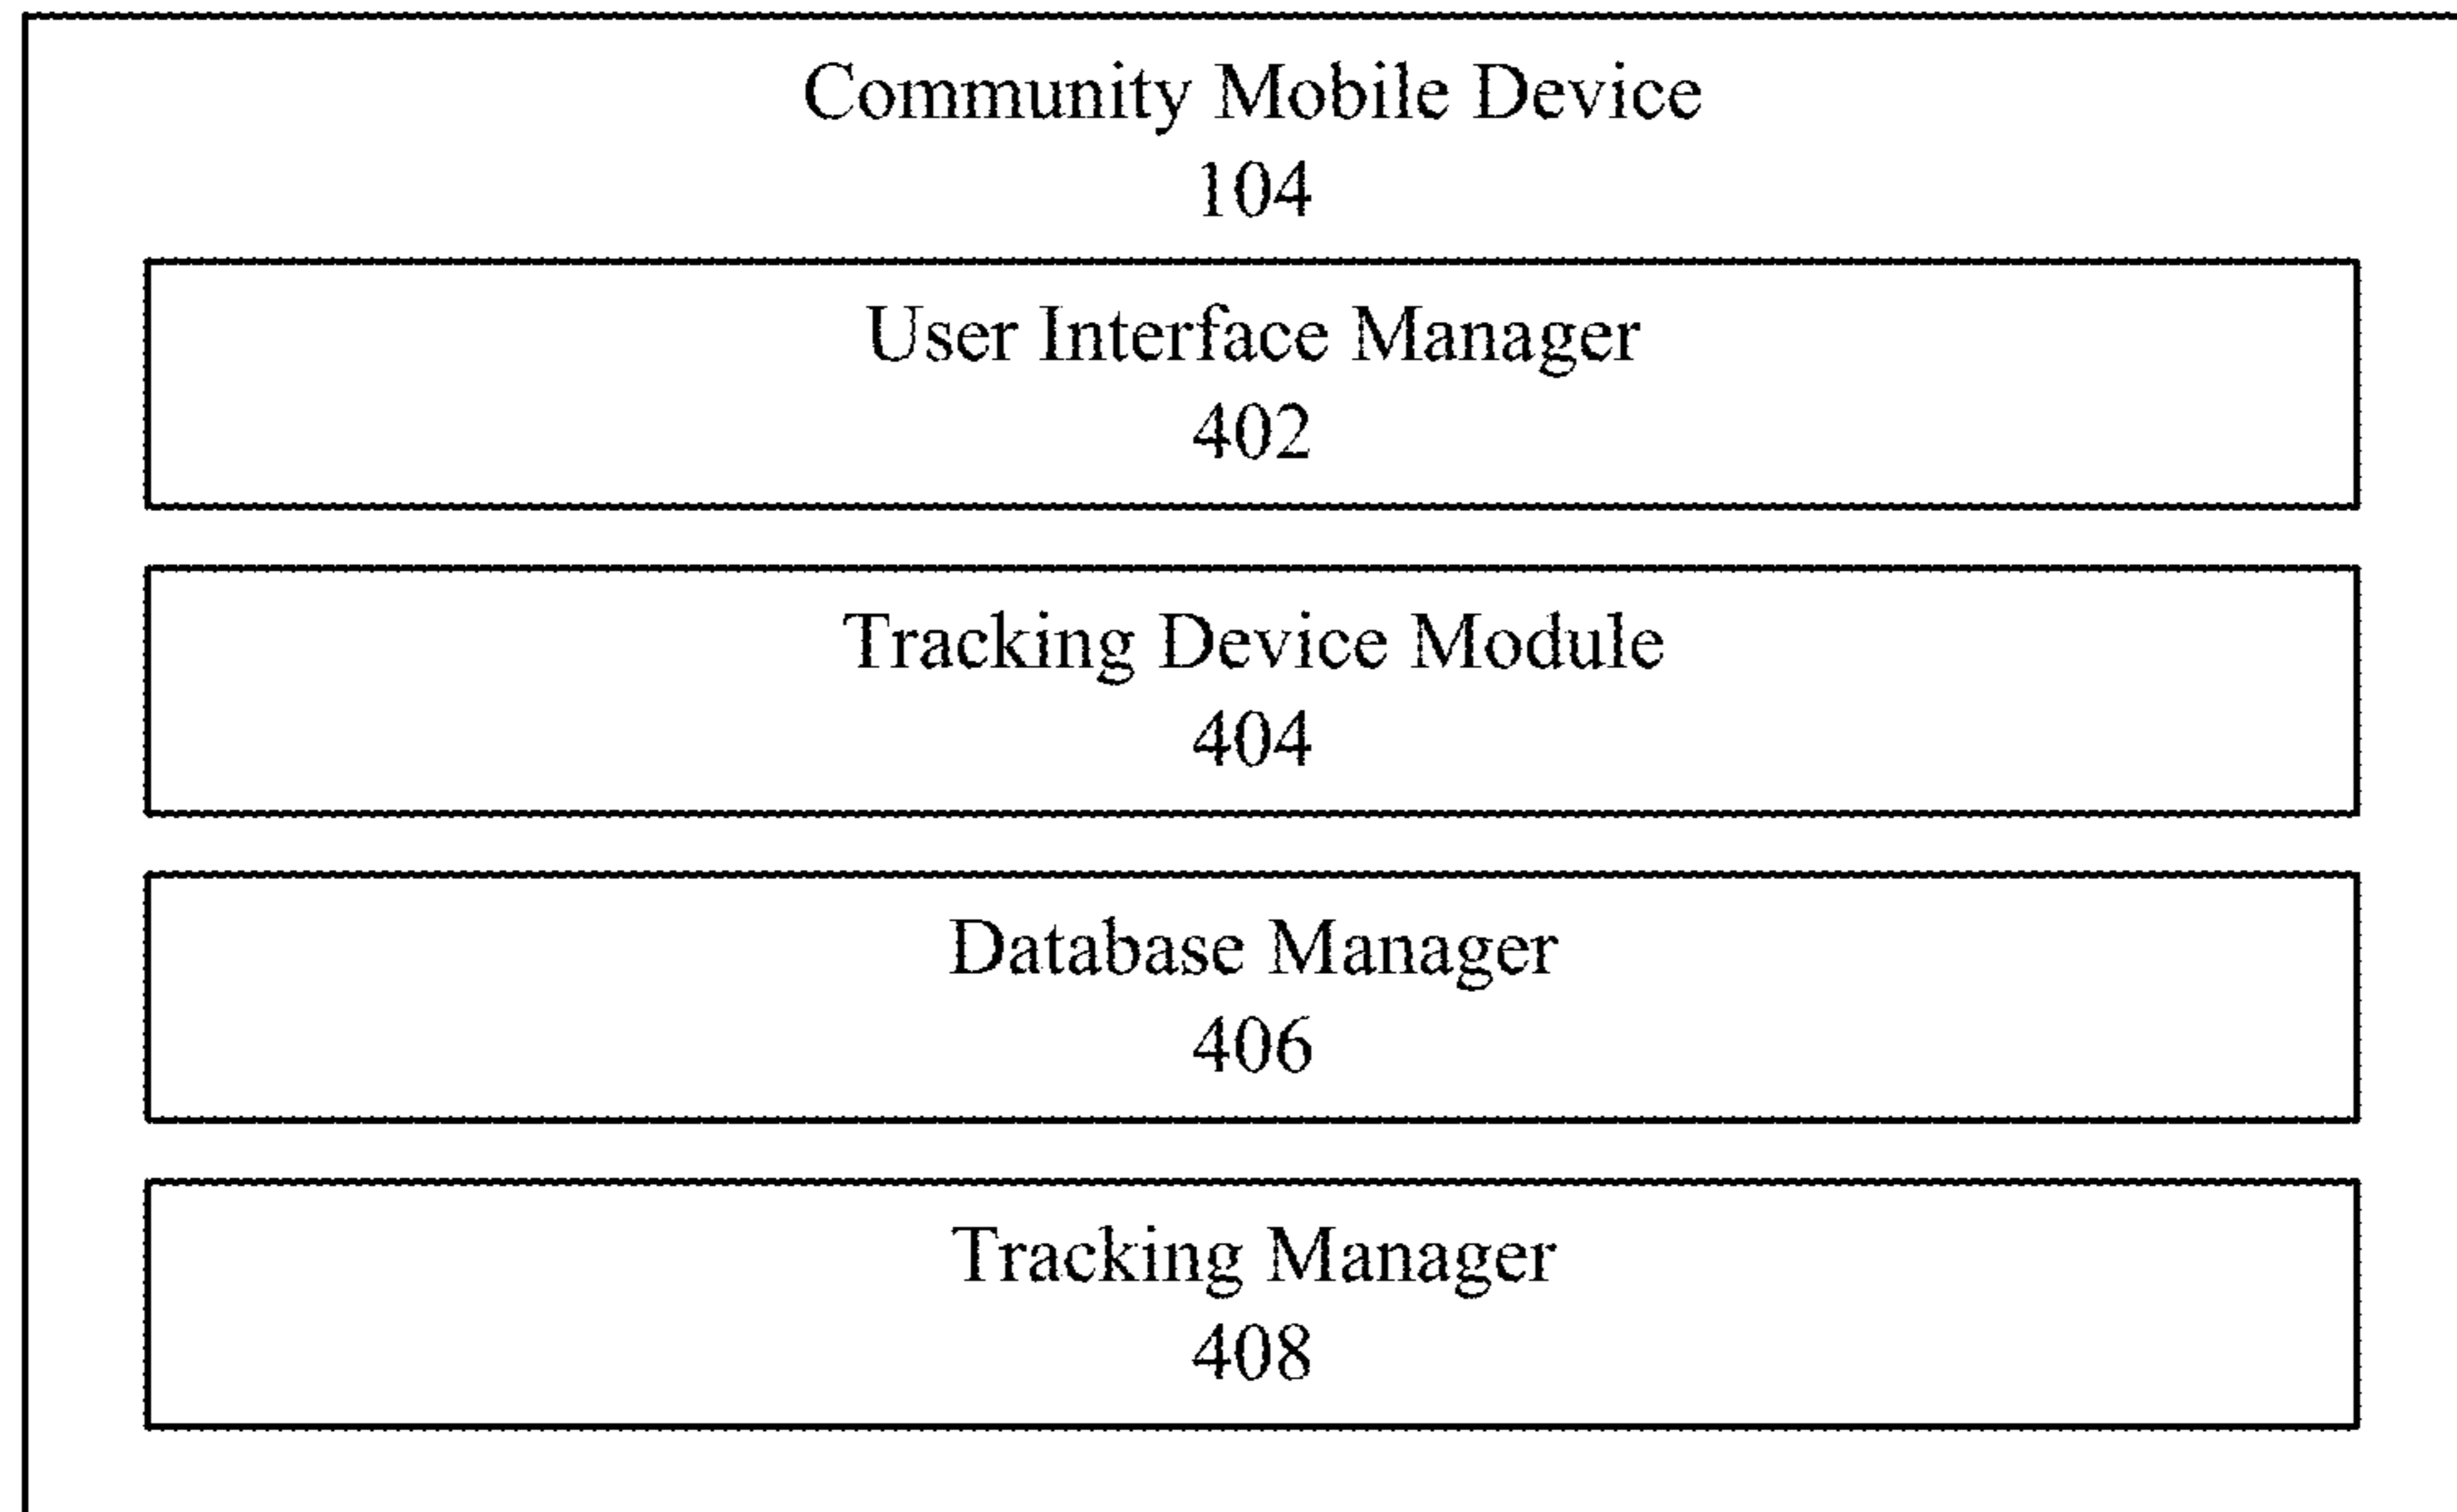 Community Mobile Device
104
User Interface Manager
402
Tracking Device Module
404
Database Manager
406
Tracking Manager
408